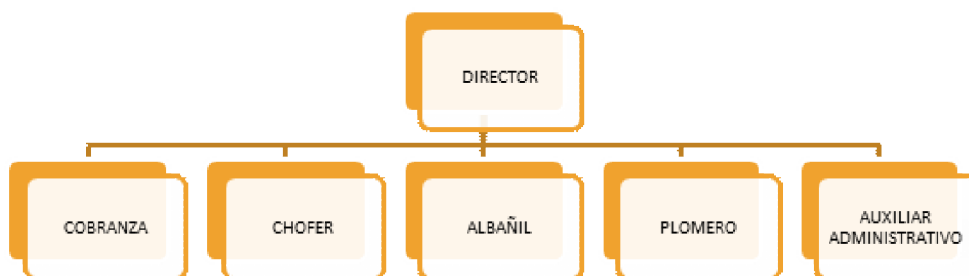 DIRECTOR
COBRANZA
CHOFER
ALBAÑIL
PLOMERO
AUXILIAR
ADMINISTRATIVO